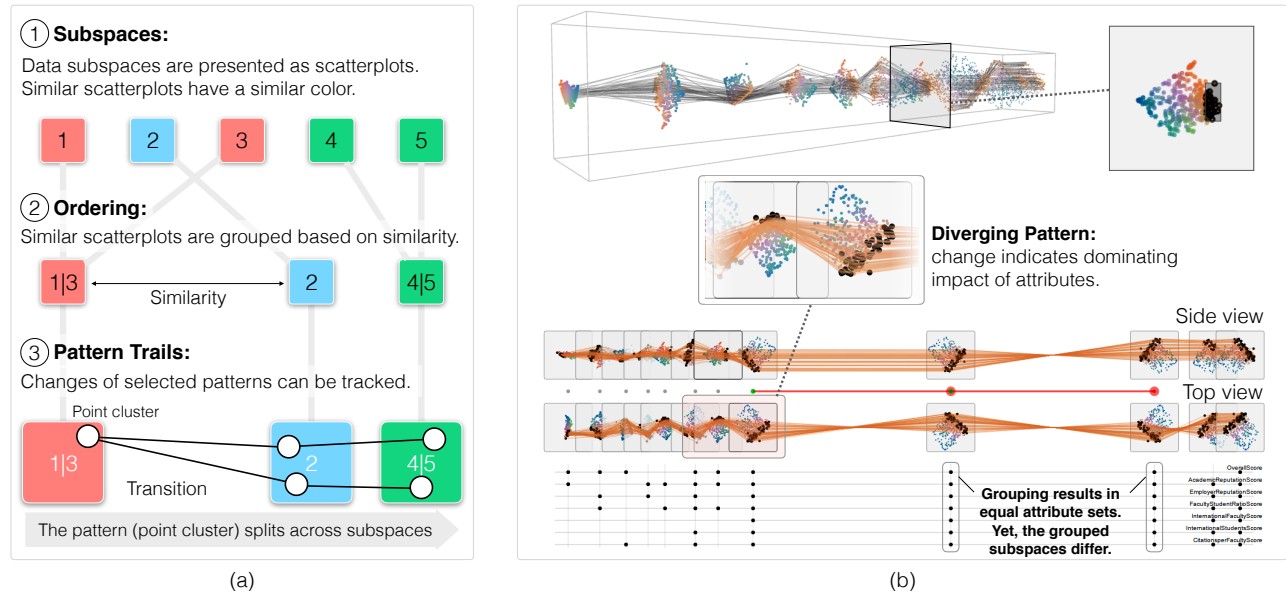 1 Subspaces:
Data subspaces are presented as scatterplots.
Similar scatterplots have a similar color.
1 2 3 4 5
2 Ordering:
Similar scatterplots are grouped based on similarity.
1|3 2 4|5
Similarity
3 Pattern Trails:
Changes of selected patterns can be tracked.
Point cluster
1|3 2 4|5
Transition
The pattern (point cluster) splits across subspaces
(a)
Diverging Pattern:
change indicates dominating
impact of attributes.
Side view
Top view
OverallScore
AcademicReputationScore
EmployerReputationScore
FacultyStudentRatioScore
InternationalFacultyScore
InternationalStudentsScore
CitationsperFacultyScore
Grouping results in
equal attribute sets.
Yet, the grouped
subspaces differ.
(b)